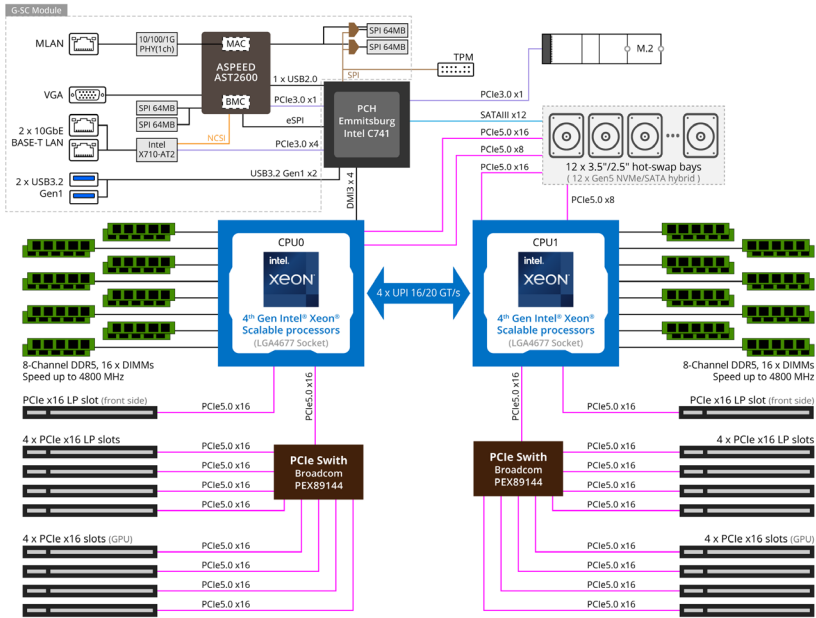 G-SC Module
MLAN
10/100/1G
PHY(1ch)
MAC
ASPEED
AST2600
BMC
SPI 64MB
SPI 64MB
SPI
TPM
M.2
VGA
SPI 64MB
SPI 64MB
1 x USB2.0
PCIe3.0 x1
eSPI
NCSI
2 x 10GbE
BASE-T LAN
Intel
X710-AT2
PCIe3.0 x4
2 x USB3.2
Gen1
USB3.2 Gen1 x2
PCH
Emmitsburg
Intel C741
DMI3 x 4
PCIe3.0 x1
SATAIII x12
PCIe5.0 x16
PCIe5.0 x8
PCIe5.0 x16
12 x 3.5"/2.5" hot-swap bays
( 12 x Gen5 NVMe/SATA hybrid )
PCIe5.0 x8
CPU0
intel.
xeon®
4th Gen Intel® Xeon®
Scalable processors
(LGA4677 Socket)
4 x UPI 16/20 GT/s
CPU1
intel.
xeon®
4th Gen Intel® Xeon®
Scalable processors
(LGA4677 Socket)
8-Channel DDR5, 16 x DIMMs
Speed up to 4800 MHz
8-Channel DDR5, 16 x DIMMs
Speed up to 4800 MHz
PCIe x16 LP slot (front side)
PCIe5.0 x16
PCIe5.0 x16
PCIe5.0 x16
PCIe5.0 x16
PCIe x16 LP slot (front side)
4 x PCIe x16 LP slots
PCIe5.0 x16
PCIe5.0 x16
PCIe5.0 x16
PCIe5.0 x16
PCIe Swith
Broadcom
PEX89144
PCIe Swith
Broadcom
PEX89144
4 x PCIe x16 LP slots
PCIe5.0 x16
PCIe5.0 x16
PCIe5.0 x16
PCIe5.0 x16
4 x PCIe x16 slots (GPU)
PCIe5.0 x16
PCIe5.0 x16
PCIe5.0 x16
PCIe5.0 x16
4 x PCIe x16 slots (GPU)
PCIe5.0 x16
PCIe5.0 x16
PCIe5.0 x16
PCIe5.0 x16